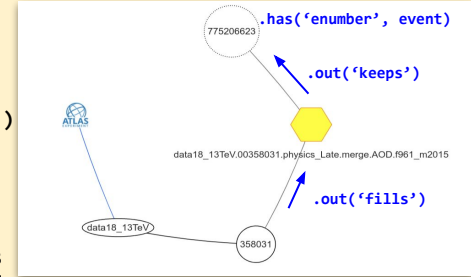 .has(‘enumber’, event)
775206623
.out(‘keeps’)
)
ATLAS
EXPERIMENT
data18_13TeV.00358031.physics_Late.merge.AOD.f961_m2015
.out(‘fills’)
data18_13TeV
358031
s